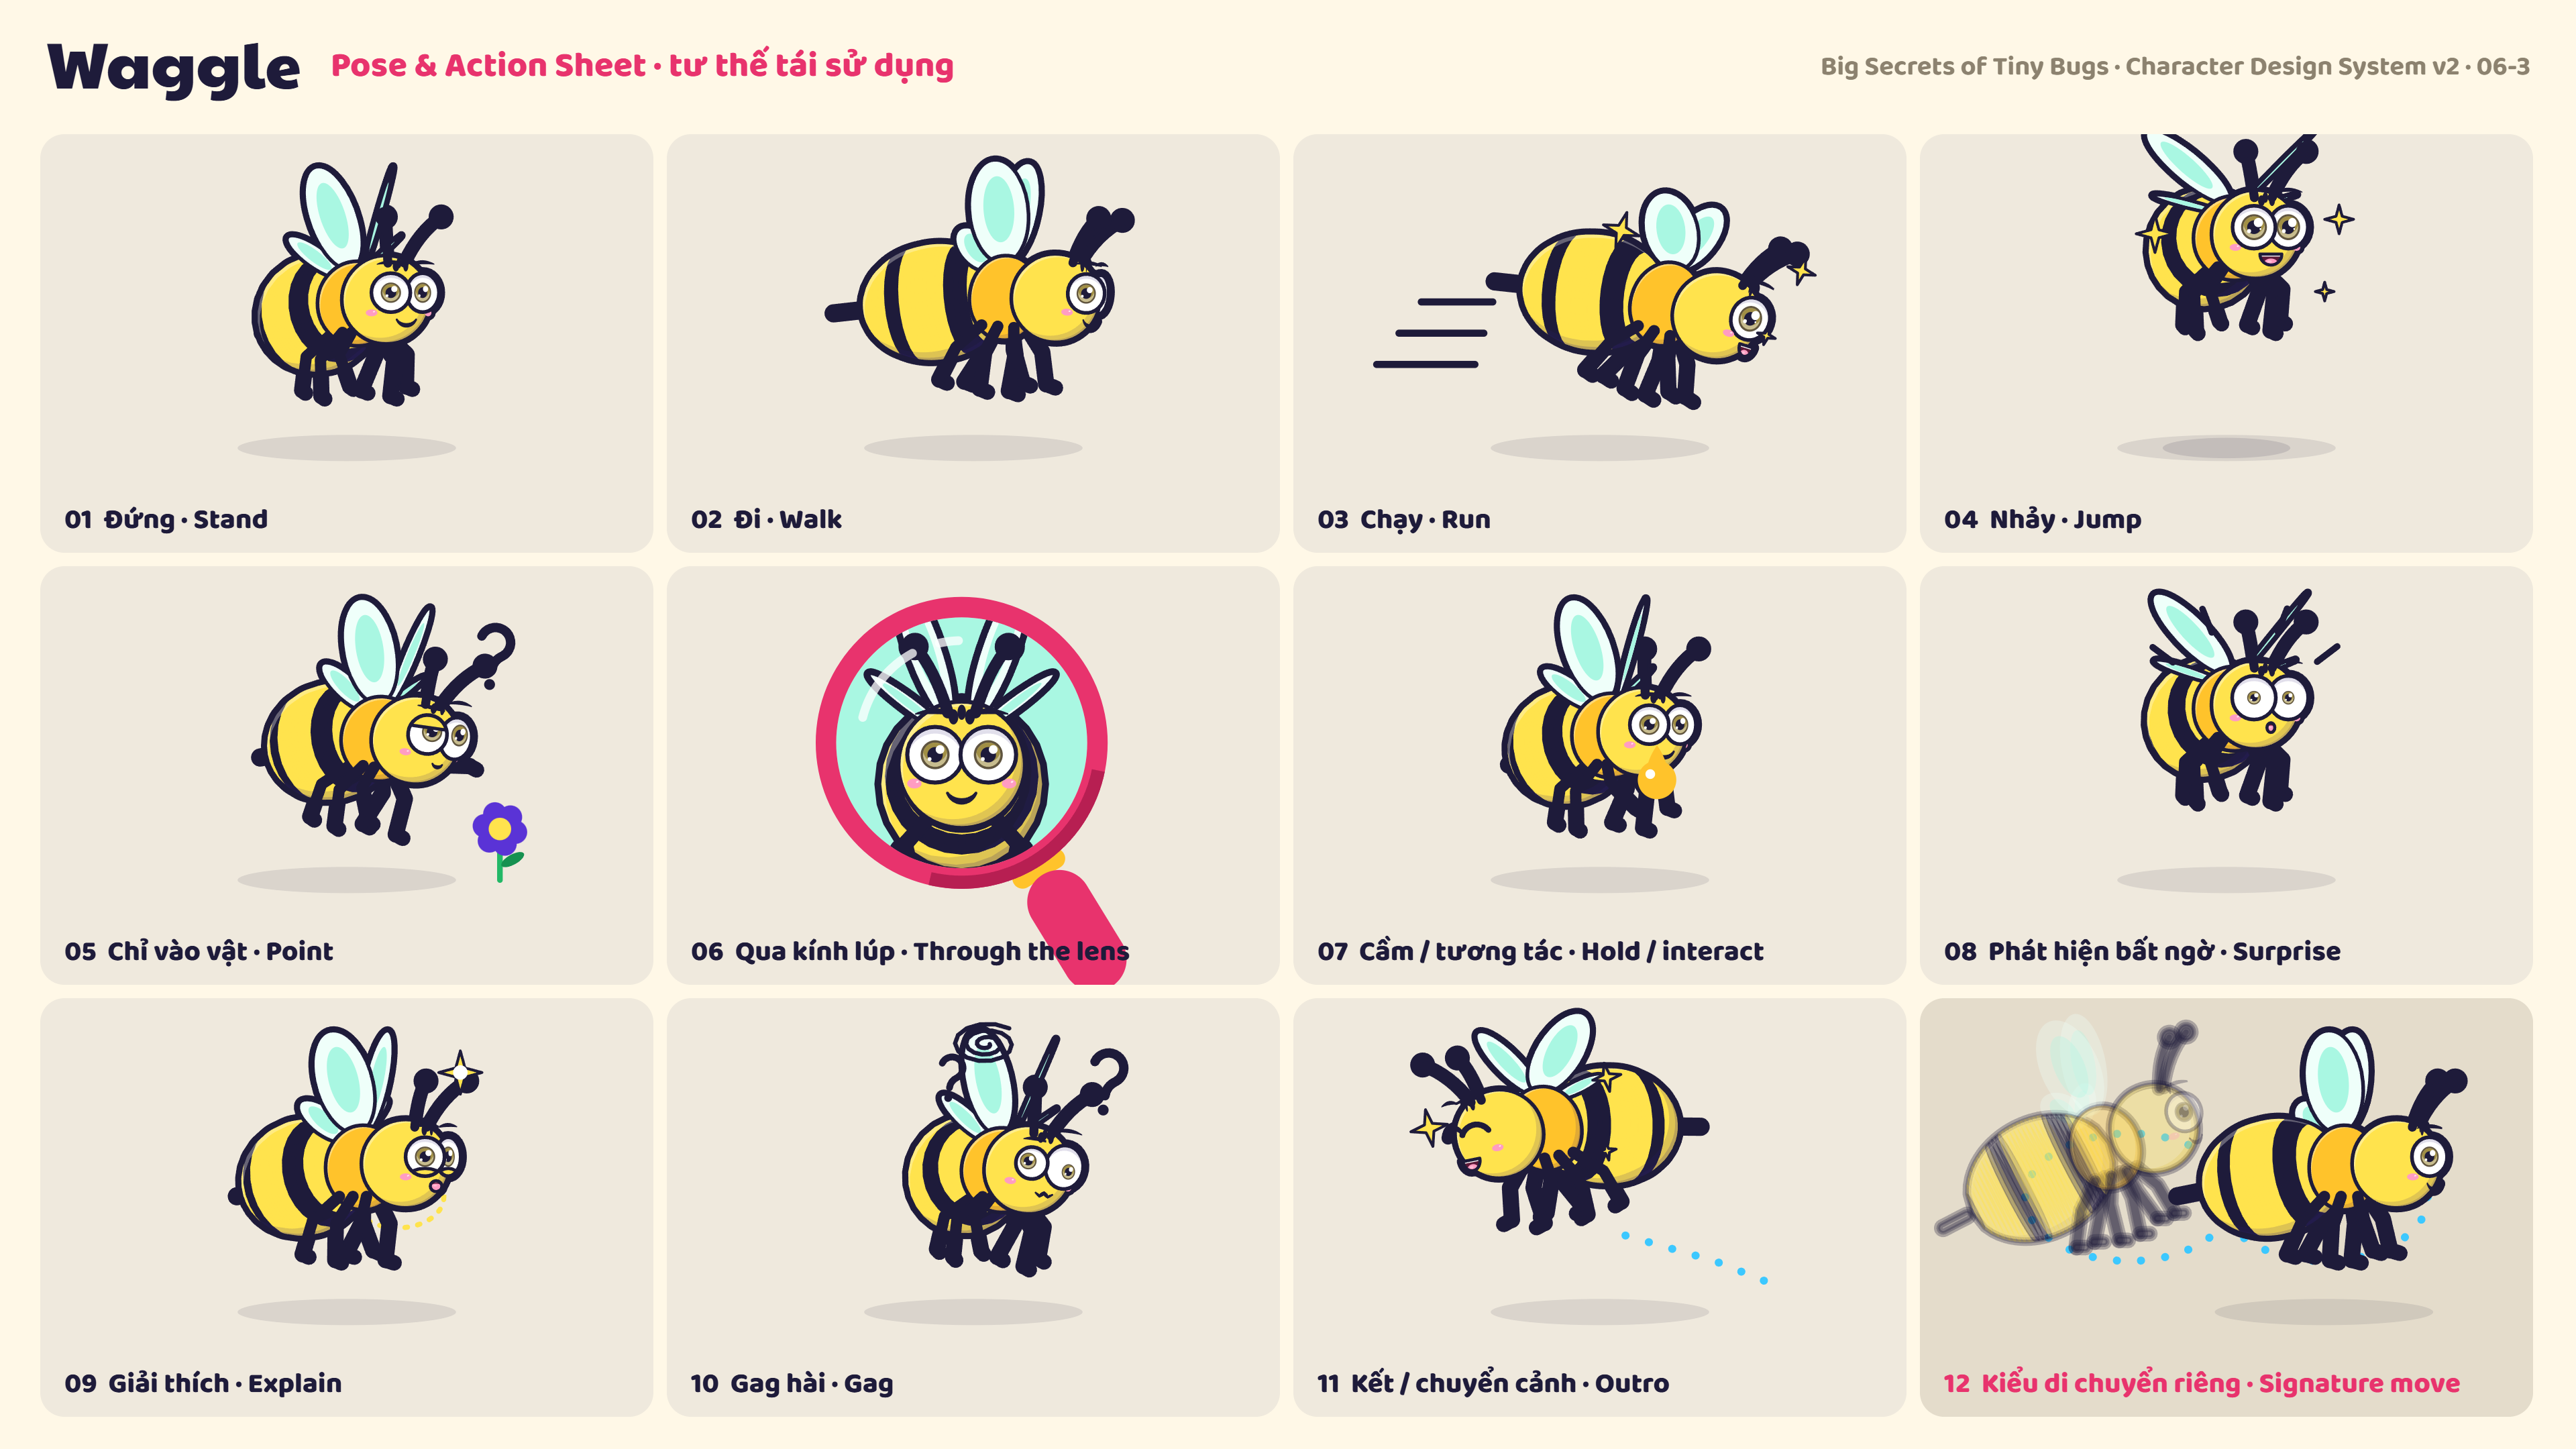 Waggle
Pose & Action Sheet · tư thế tái sử dụng
Big Secrets of Tiny Bugs · Character Design System v2 · 06-3
01 Đứng · Stand
02 Đi · Walk
03 Chạy · Run
04 Nhảy · Jump
05 Chỉ vào vật · Point
06 Qua kính lúp · Through the lens
07 Cầm / tương tác · Hold / interact
08 Phát hiện bất ngờ · Surprise
09 Giải thích · Explain
10 Gag hài · Gag
11 Kết / chuyển cảnh · Outro
12 Kiểu di chuyển riêng · Signature move